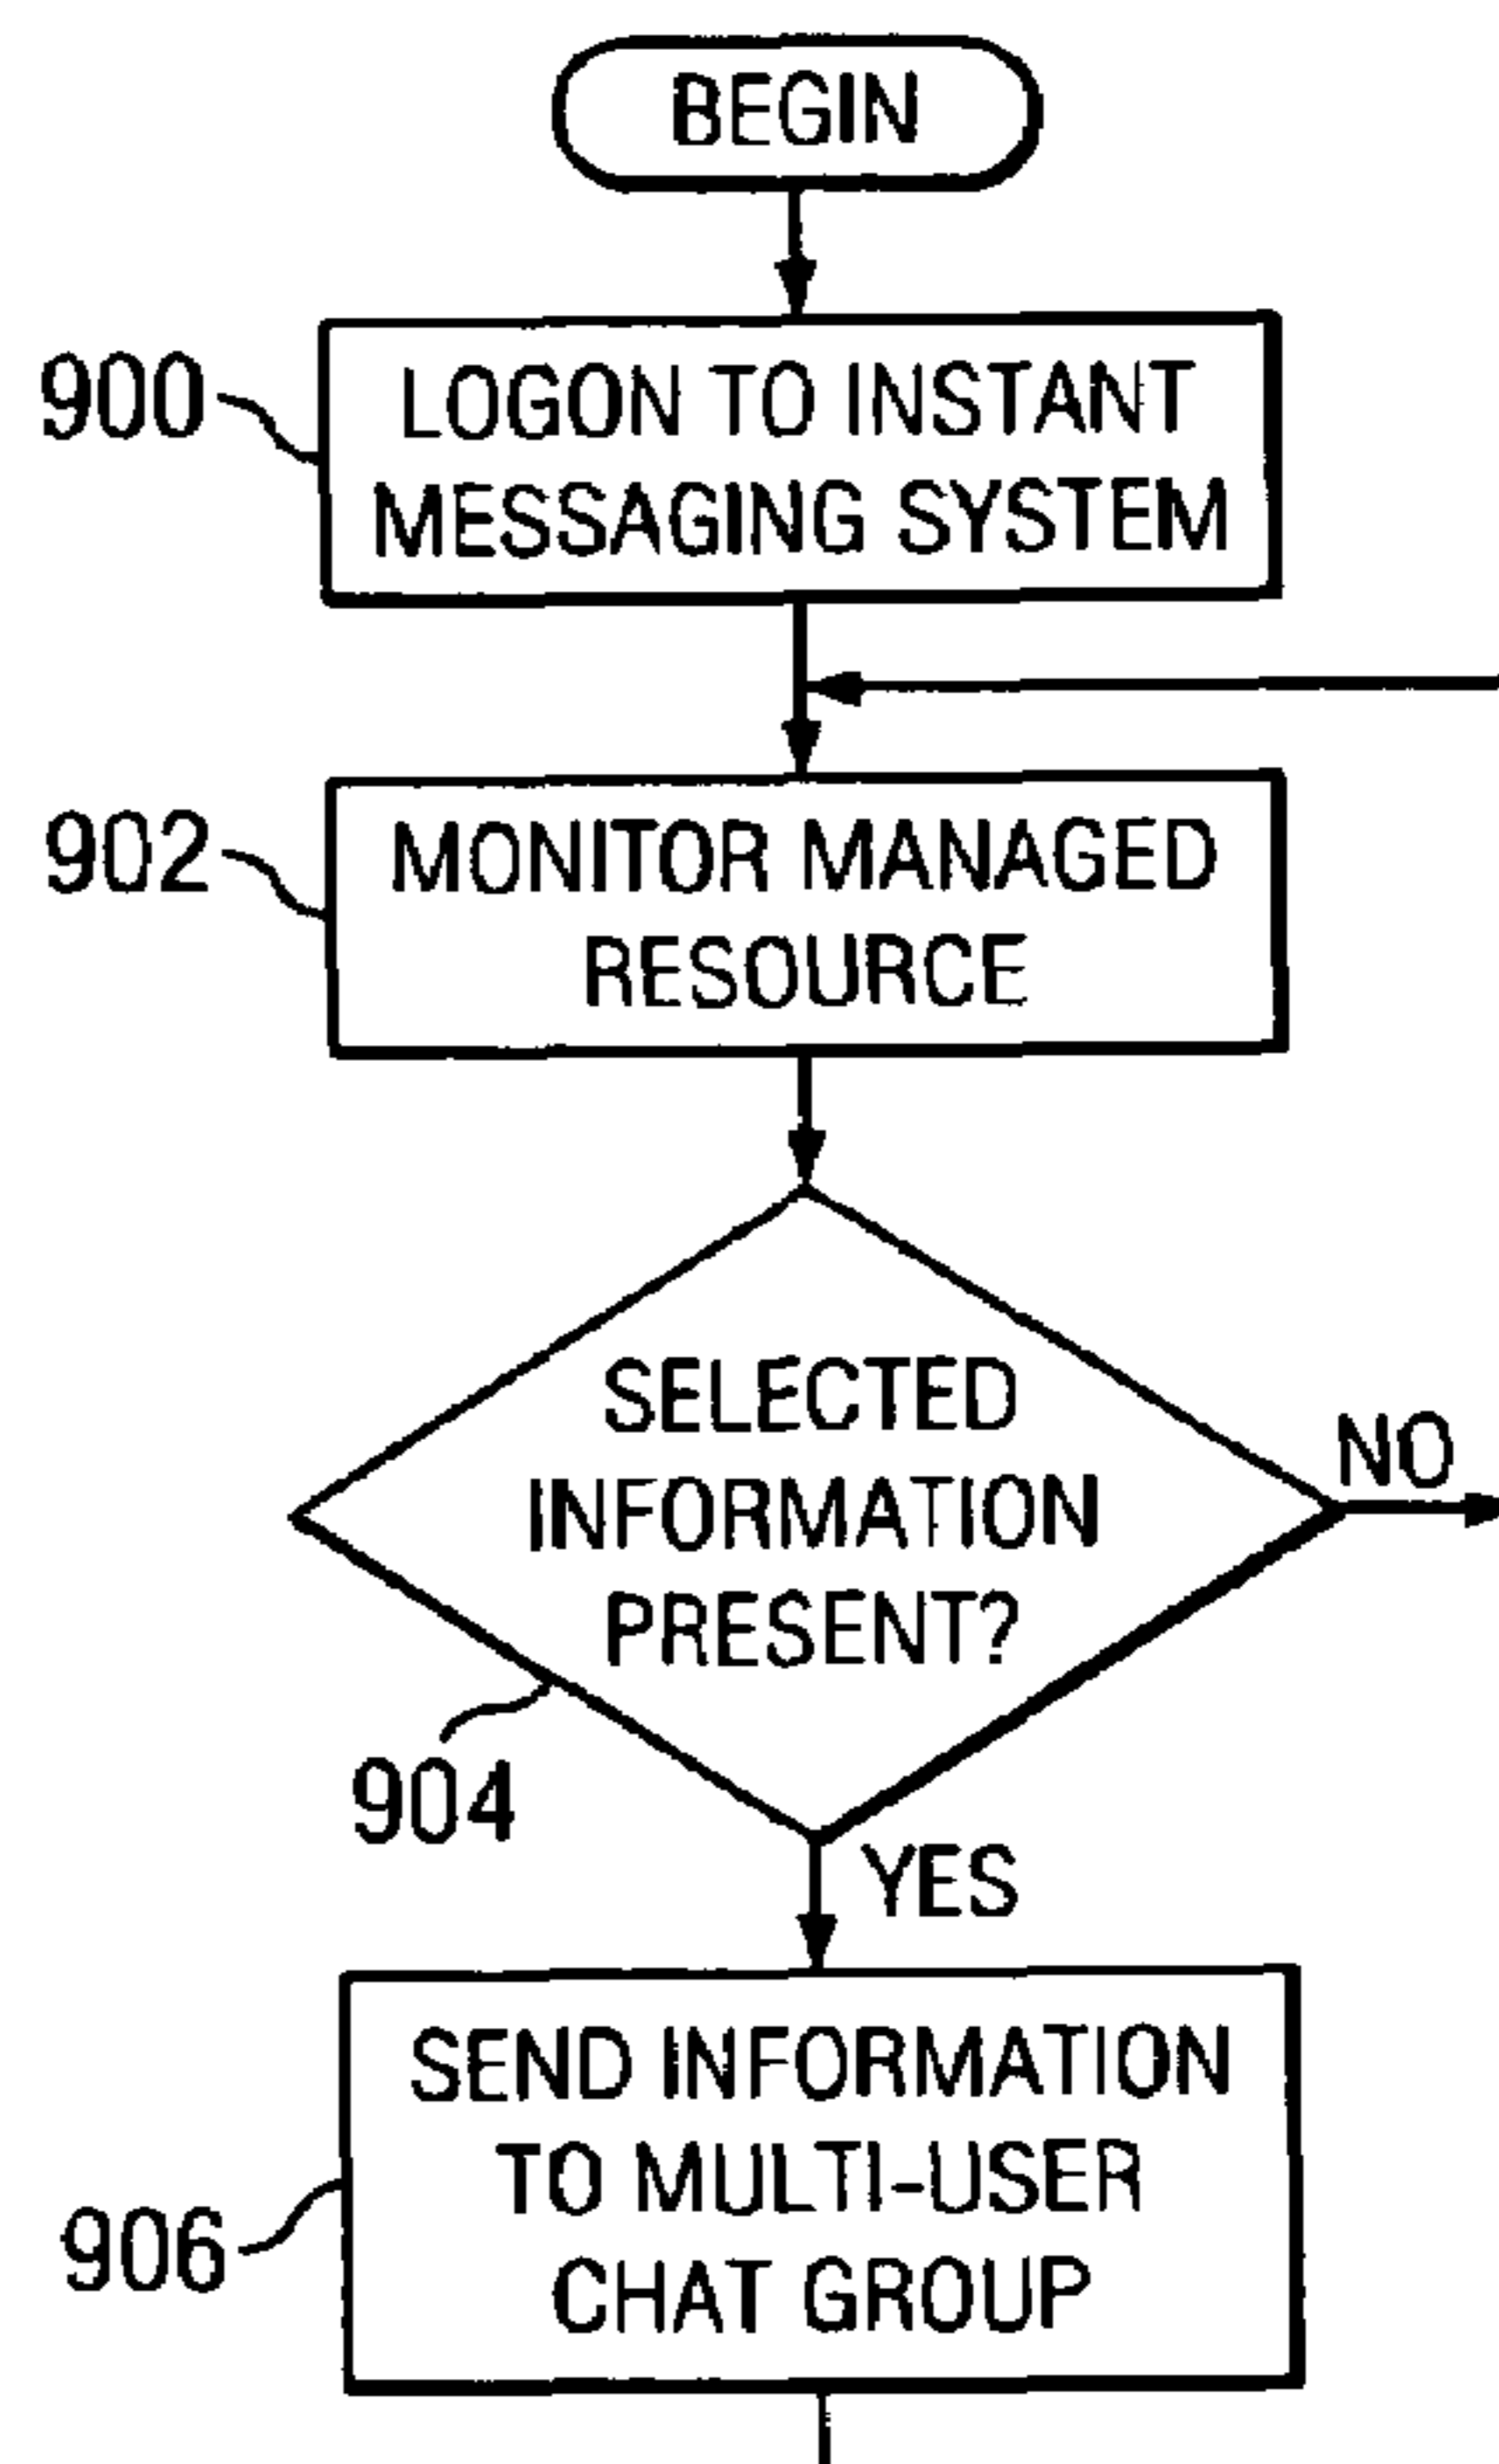 BEGIN
900
LOGON TO INSTANT
MESSAGING SYSTEM
902
MONITOR MANAGED
RESOURCE
SELECTED
INFORMATION
PRESENT?
NO
904
YES
906
SEND INFORMATION
TO MULTI-USER
CHAT GROUP